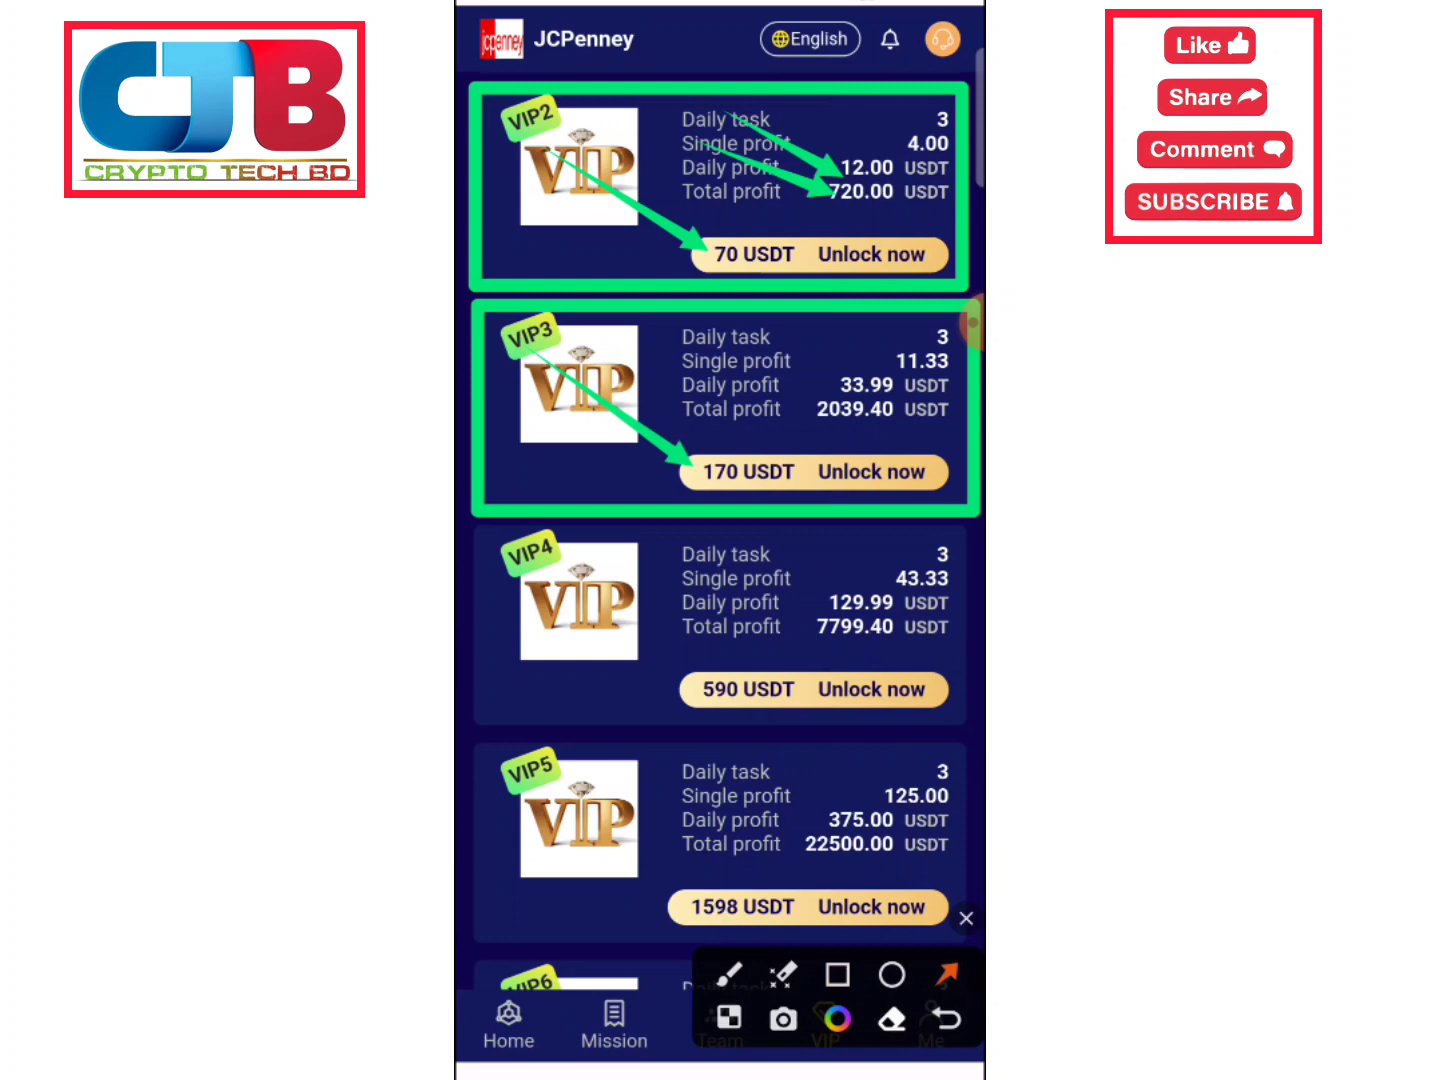 CTB
CRYPTO TECH BD
jcpenney
JCPenney
English
VIP2
VIP
Daily task 3
Single profit 4.00
Daily profit 12.00 USDT
Total profit 720.00 USDT
70 USDT Unlock now
VIP3
VIP
Daily task 3
Single profit 11.33
Daily profit 33.99 USDT
Total profit 2039.40 USDT
170 USDT Unlock now
VIP4
VIP
Daily task 3
Single profit 43.33
Daily profit 129.99 USDT
Total profit 7799.40 USDT
590 USDT Unlock now
VIP5
VIP
Daily task 3
Single profit 125.00
Daily profit 375.00 USDT
Total profit 22500.00 USDT
1598 USDT Unlock now
VIP6
Home
Mission
Team
VIP
Me
Like
Share
Comment
SUBSCRIBE